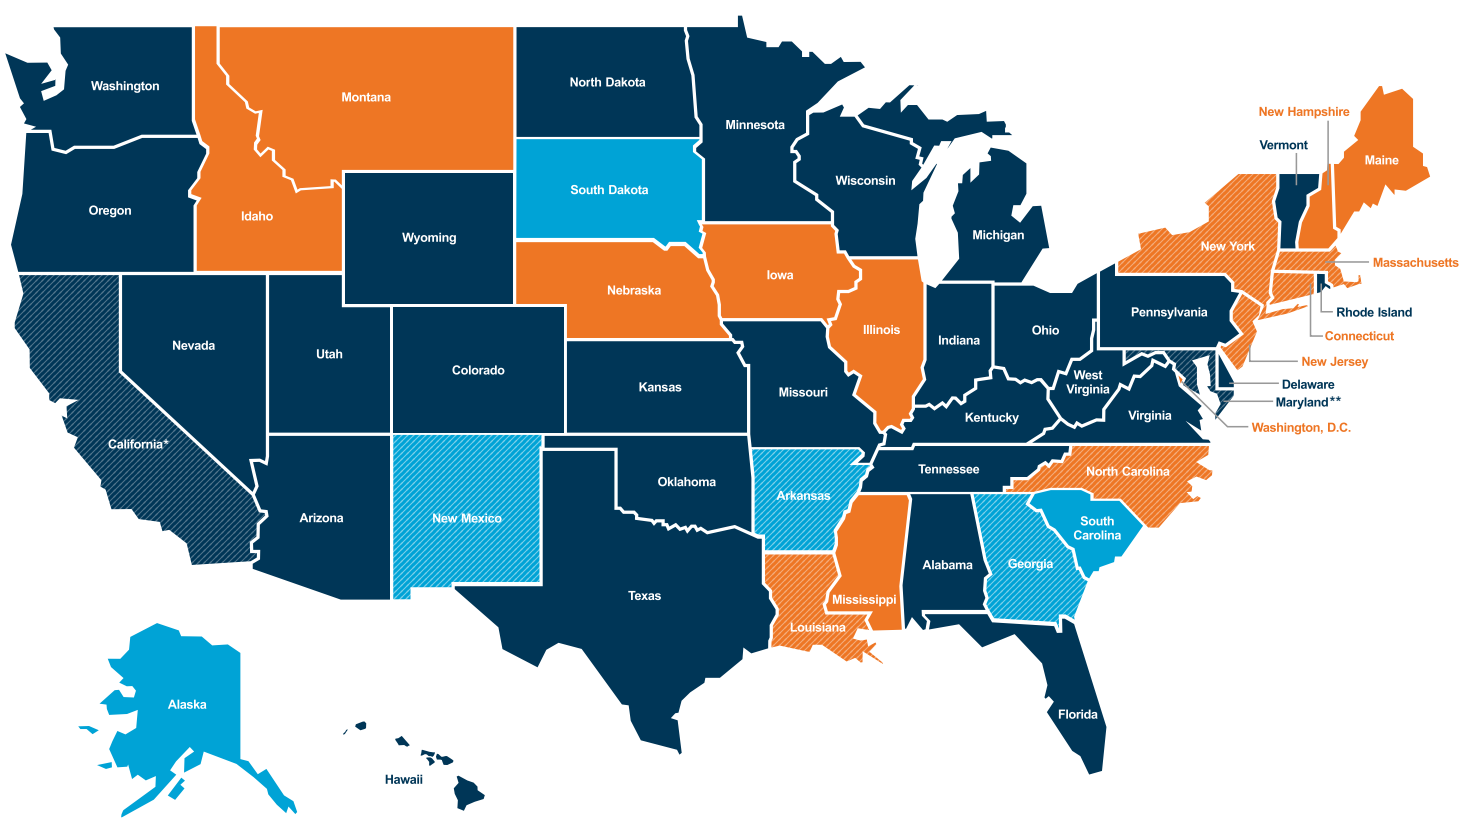 Washington
Montana
North Dakota
Minnesota
New Hampshire
Vermont
Maine
Oregon
Idaho
South Dakota
Wisconsin
Wyoming
Michigan
New York
Massachusetts
Nebraska
Iowa
Illinois
Indiana
Ohio
Pennsylvania
Rhode Island
Connecticut
New Jersey
Nevada
Utah
Colorado
Kansas
Missouri
West
Virginia
Delaware
Maryland**
Washington, D.C.
Kentucky
Virginia
California*
Tennessee
North Carolina
Arizona
New Mexico
Oklahoma
Arkansas
South
Carolina
Georgia
Alabama
Mississippi
Texas
Louisiana
Florida
Alaska
Hawaii